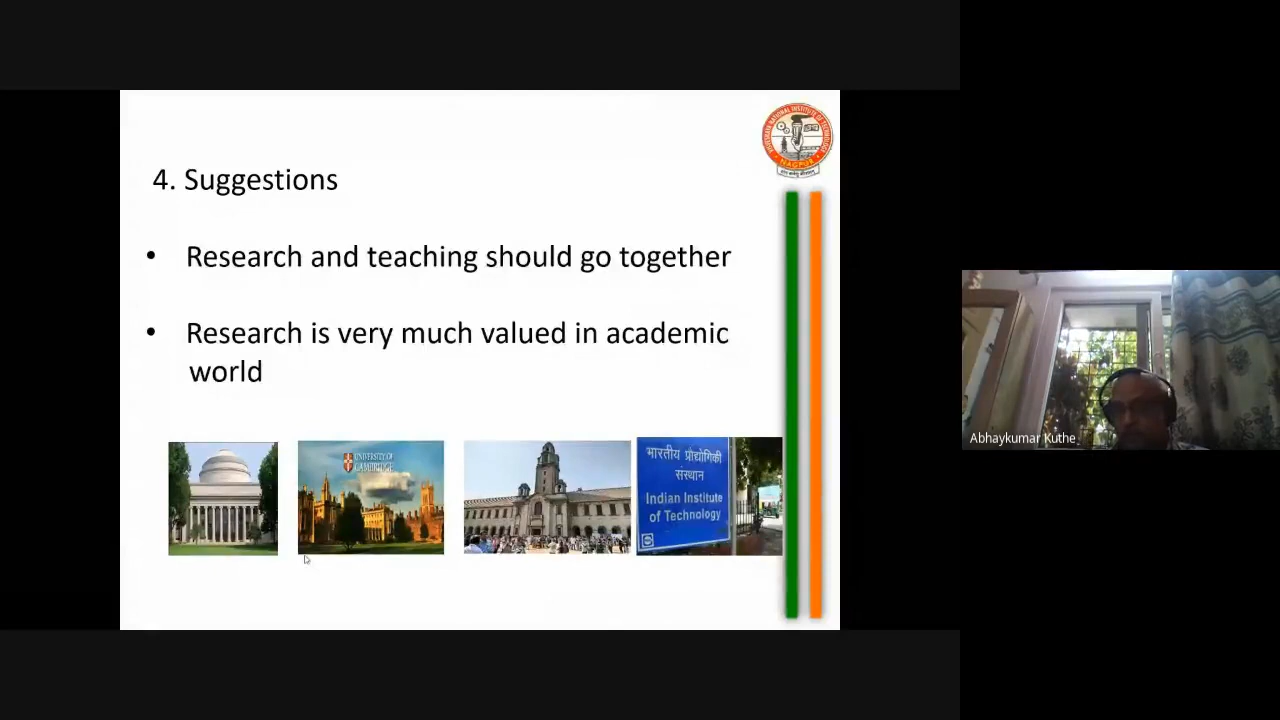 4. Suggestions
• Research and teaching should go together
• Research is very much valued in academic
world
UNIVERSITY OF
CAMBRIDGE
भारतीय प्रौद्योगिकी
संस्थान
Indian Institute
of Technology
NAGPUR
Abhaykumar Kuthe